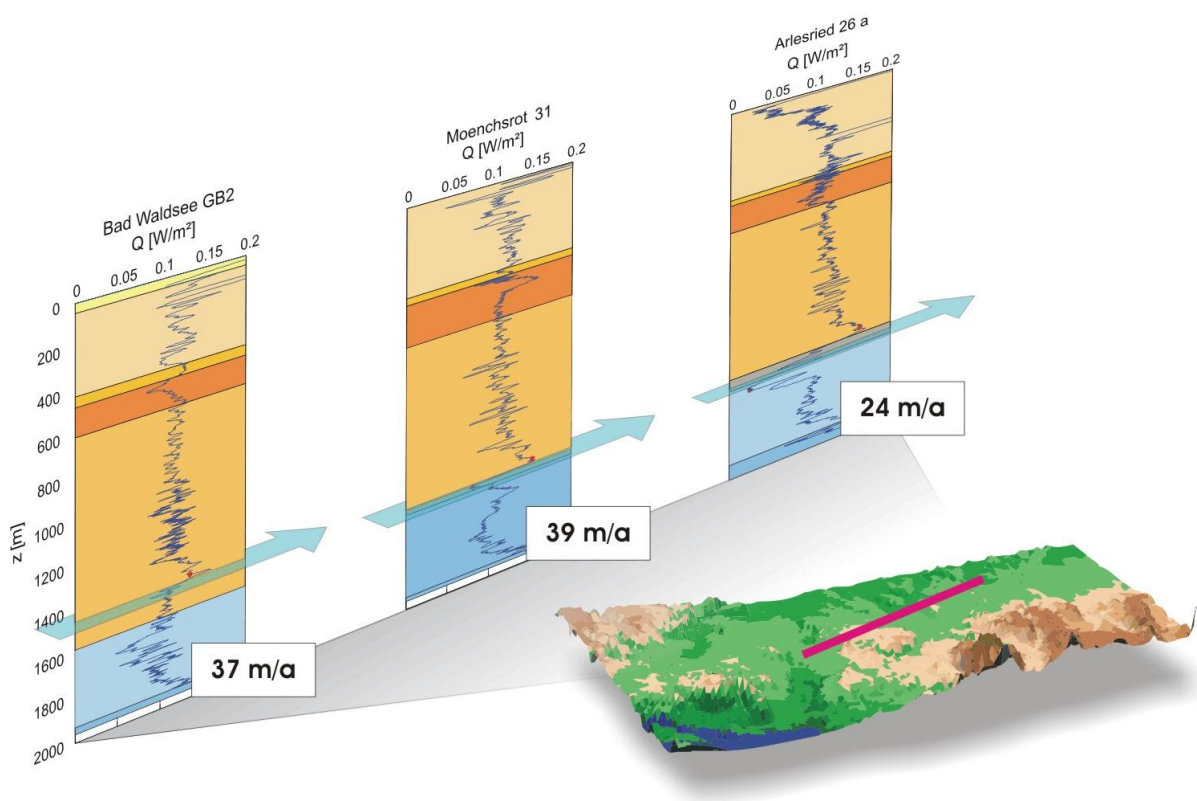 Bad Waldsee GB2
Q [W/m²]
0 0.05 0.1 0.15 0.2
Moenchsrot 31
Q [W/m²]
0 0.05 0.1 0.15 0.2
Arlesried 26 a
Q [W/m²]
0 0.05 0.1 0.15 0.2
z [m]
0
200
400
600
800
1000
1200
1400
1600
1800
2000
37 m/a
39 m/a
24 m/a